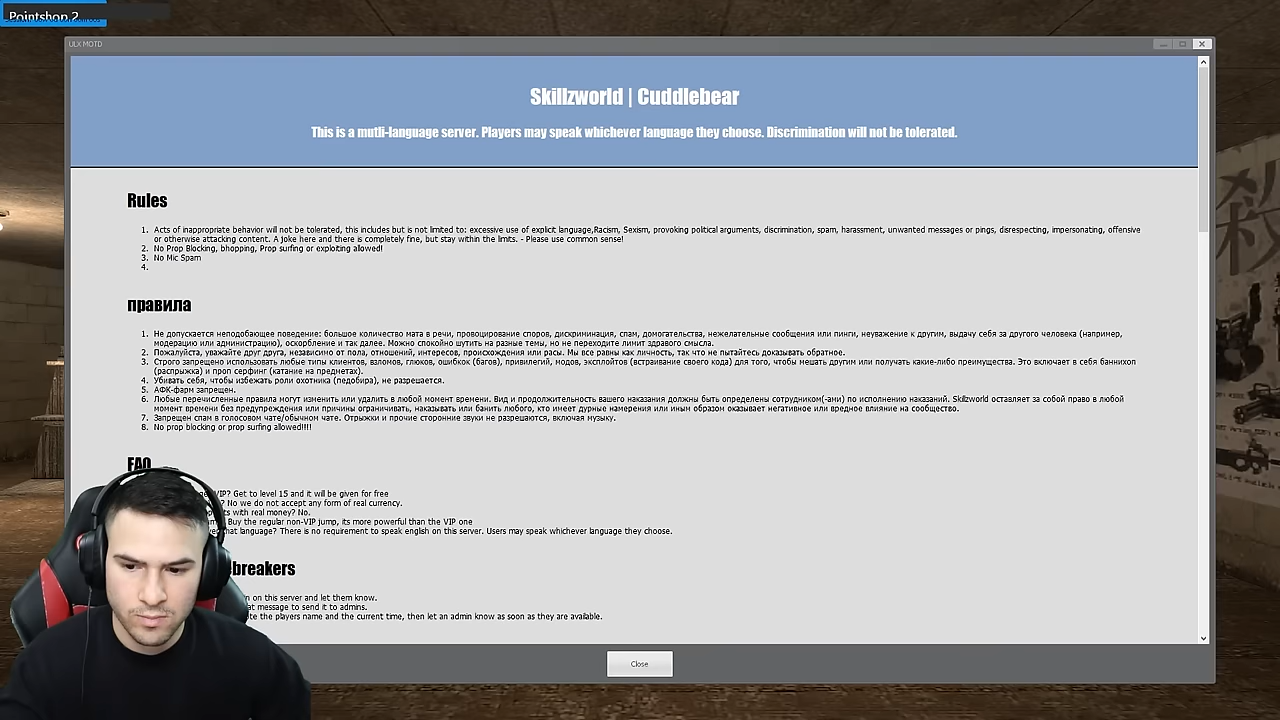 Pointshop 2
ULX MOTD
Skillzworld | Cuddlebear
This is a mutli-language server. Players may speak whichever language they choose. Discrimination will not be tolerated.
Rules
1. Acts of inappropriate behavior will not be tolerated, this includes but is not limited to: excessive use of explicit language,Racism, Sexism, provoking political arguments, discrimination, spam, harassment, unwanted messages or pings, disrespecting, impersonating, offensive
or otherwise attacking content. A joke here and there is completely fine, but stay within the limits. - Please use common sense!
2. No Prop Blocking, bhopping, Prop surfing or exploiting allowed!
3. No Mic Spam
4.
правила
1. Не допускается неподобающее поведение: большое количество мата в речи, провоцирование споров, дискриминация, спам, домогательства, нежелательные сообщения или пинги, неуважение к другим, выдачу себя за другого человека (например,
модерацию или администрацию), оскорбление и так далее. Можно спокойно шутить на разные темы, но не переходите лимит здравого смысла.
2. Пожалуйста, уважайте друг друга, независимо от пола, отношений, интересов, происхождения или расы. Мы все равны как личность, так что не пытайтесь доказывать обратное.
3. Строго запрещено использовать любые типы клиентов, взломов, глюков, ошибкок (багов), привилегий, модов, эксплойтов (встраивание своего кода) для того, чтобы мешать другим или получать какие-либо преимущества. Это включает в себя баннихоп
(распрыжка) и проп серфинг (катание на предметах).
4. Убивать себя, чтобы избежать роли охотника (педобира), не разрешается.
5. АФК-фарм запрещен.
6. Любые перечисленные правила могут изменить или удалить в любой момент времени. Вид и продолжительность вашего наказания должны быть определены сотрудником(-ами) по исполнению наказаний. Skillzworld оставляет за собой право в любой
момент времени без предупреждения или причины ограничивать, наказывать или банить любого, кто имеет дурные намерения или иным образом оказывает негативное или вредное влияние на сообщество.
7. Запрещен спам в голосовом чате/обычном чате. Отрыжки и прочие сторонние звуки не разрешаются, включая музыку.
8. No prop blocking or prop surfing allowed!!!!
FAQ
VIP? Get to level 15 and it will be given for free
? No we do not accept any form of real currency.
with real money? No.
Buy the regular non-VIP jump, its more powerful than the VIP one
that language? There is no requirement to speak english on this server. Users may speak whichever language they choose.
ebreakers
on this server and let them know.
at message to send it to admins.
the players name and the current time, then let an admin know as soon as they are available.
Close